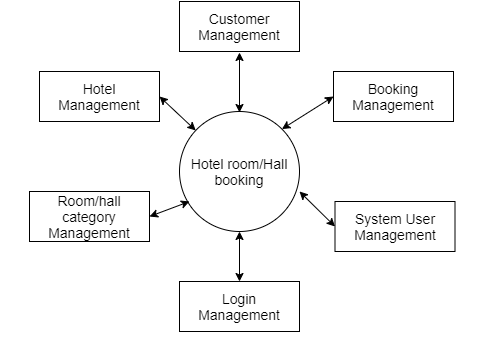 Customer
Management
Hotel
Management
Booking
Management
Hotel room/Hall
booking
Room/hall
category
Management
System User
Management
Login
Management